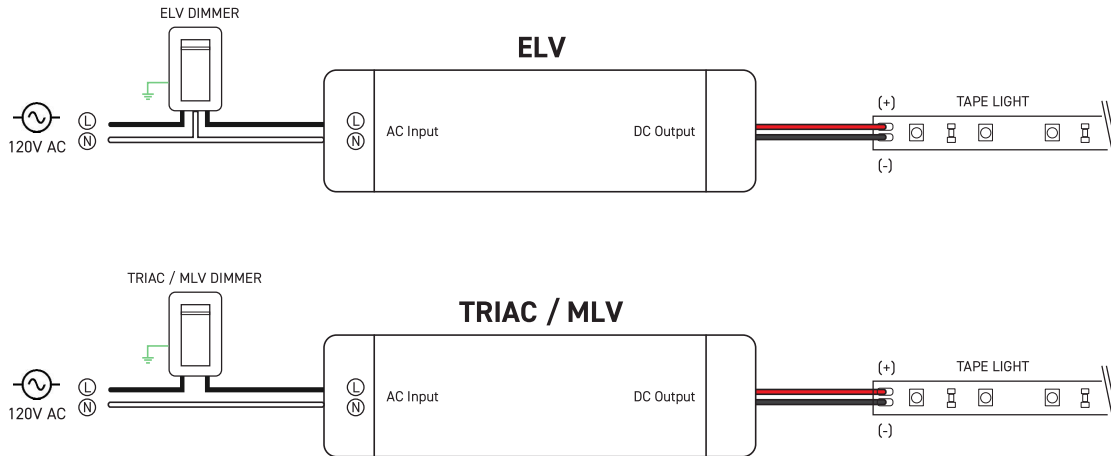 ELV DIMMER
ELV
120V AC
L
N
L
N
AC Input
DC Output
(+)
(-)
TAPE LIGHT
TRIAC / MLV DIMMER
TRIAC / MLV
120V AC
L
N
L
N
AC Input
DC Output
(+)
(-)
TAPE LIGHT